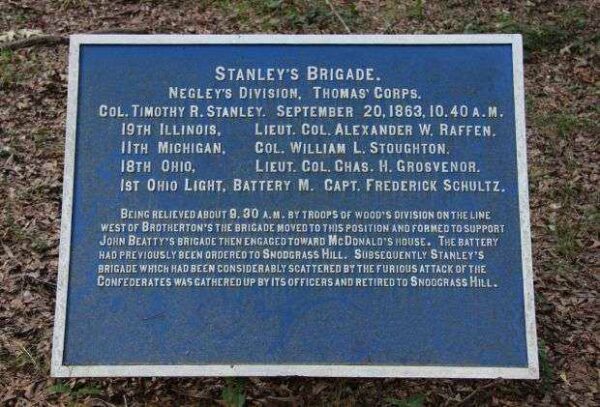 STANLEY'S BRIGADE.
NEGLEY'S DIVISION, THOMAS' CORPS.
COL. TIMOTHY R. STANLEY. SEPTEMBER 20, 1863, 10.40 A.M.
19TH ILLINOIS, LIEUT. COL. ALEXANDER W. RAFFEN.
11TH MICHIGAN, COL. WILLIAM L. STOUGHTON.
18TH OHIO, LIEUT. COL. CHAS. H. GROSVENOR.
1ST OHIO LIGHT, BATTERY M. CAPT. FREDERICK SCHULTZ.
BEING RELIEVED ABOUT 9.30 A.M. BY TROOPS OF WOOD'S DIVISION ON THE LINE
WEST OF BROTHERTON'S THE BRIGADE MOVED TO THIS POSITION AND FORMED TO SUPPORT
JOHN BEATTY'S BRIGADE THEN ENGAGED TOWARD MCDONALD'S HOUSE. THE BATTERY
HAD PREVIOUSLY BEEN ORDERED TO SNODGRASS HILL. SUBSEQUENTLY STANLEY'S
BRIGADE WHICH HAD BEEN CONSIDERABLY SCATTERED BY THE FURIOUS ATTACK OF THE
CONFEDERATES WAS GATHERED UP BY ITS OFFICERS AND RETIRED TO SNODGRASS HILL.